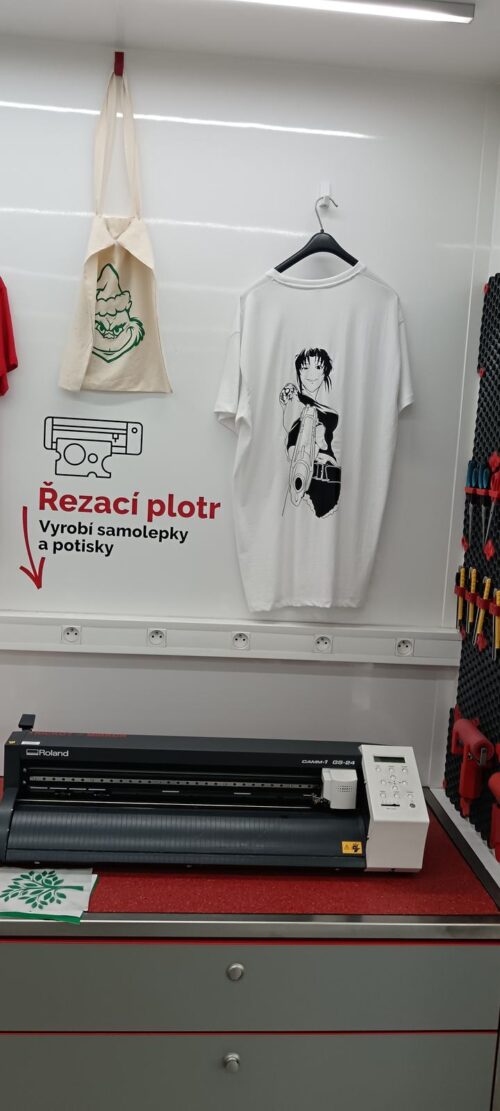 Řezací plotr
Vyrobí samolepky
a potisky
Roland
CAMM-1 GS-24